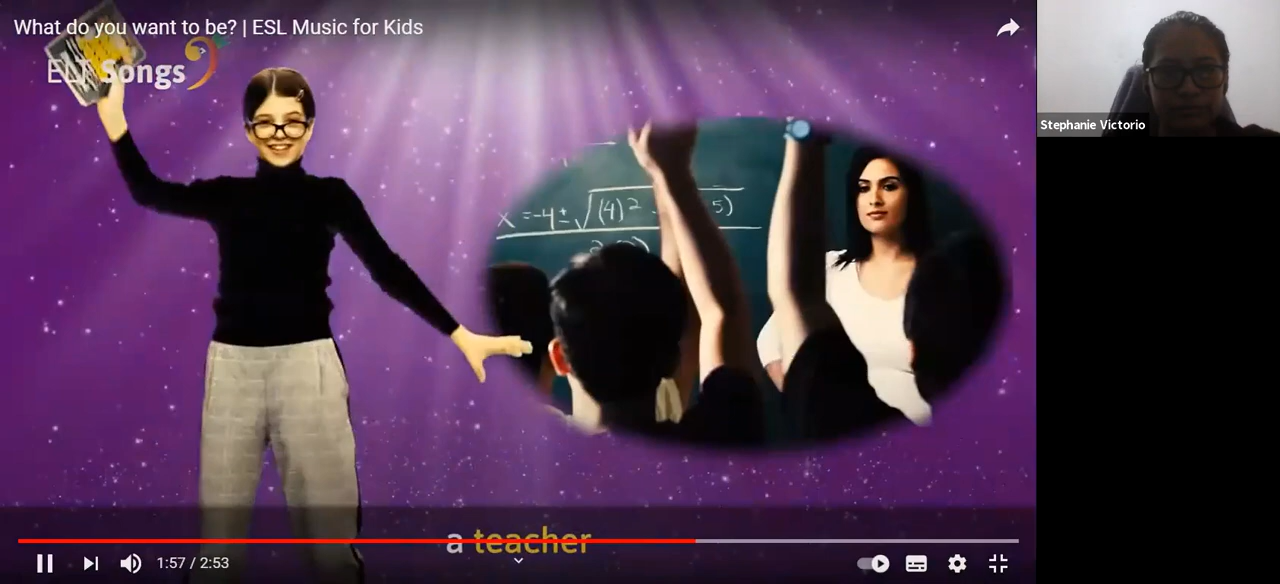 What do you want to be? | ESL Music for Kids
ELT Songs
Stephanie Victorio
x = -4 ± √(4)² - 5)
a teacher
1:57 / 2:53